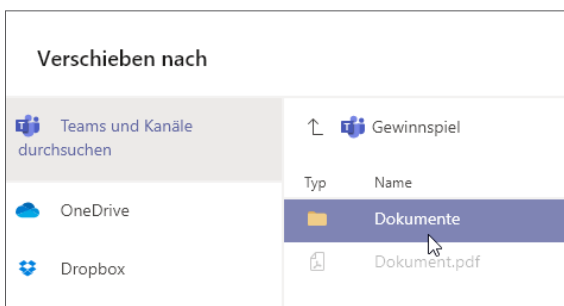 Verschieben nach
Teams und Kanäle
durchsuchen
OneDrive
Dropbox
Gewinnspiel
Typ Name
Dokumente
Dokument.pdf